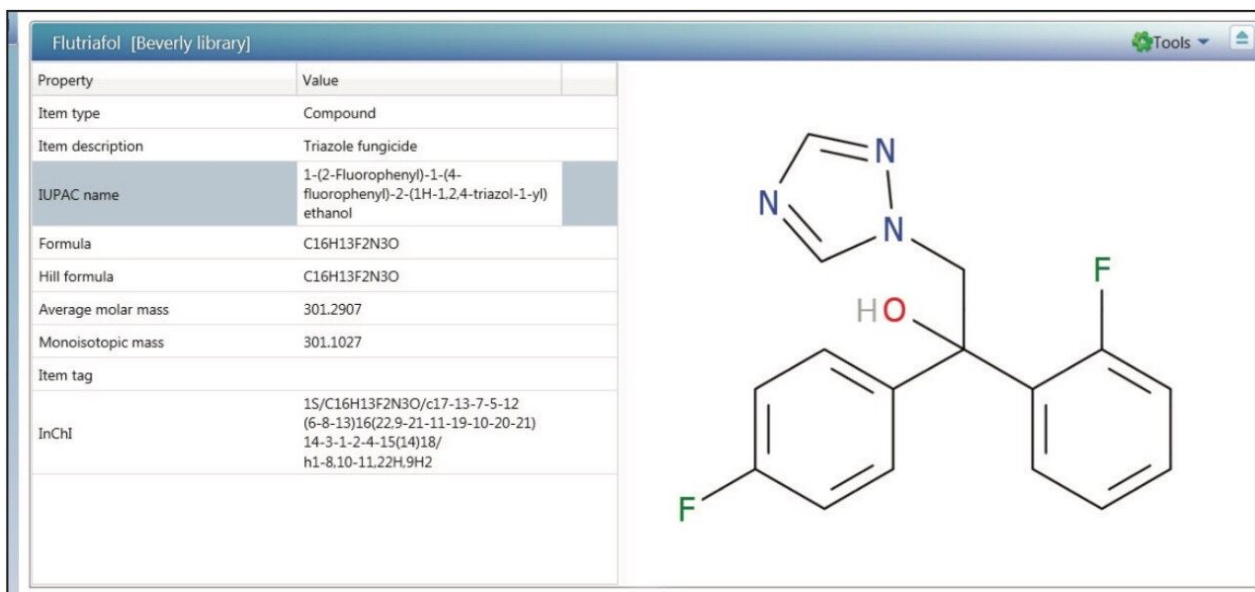 Flutriafol [Beverly library]
Tools
Property Value
Item type Compound
Item description Triazole fungicide
IUPAC name 1-(2-Fluorophenyl)-1-(4-
fluorophenyl)-2-(1H-1,2,4-triazol-1-yl)
ethanol
Formula C16H13F2N3O
Hill formula C16H13F2N3O
Average molar mass 301.2907
Monoisotopic mass 301.1027
Item tag
InChI 1S/C16H13F2N3O/c17-13-7-5-12
(6-8-13)16(22,9-21-11-19-10-20-21)
14-3-1-2-4-15(14)18/
h1-8,10-11,22H,9H2
N
N
N
F
HO
F